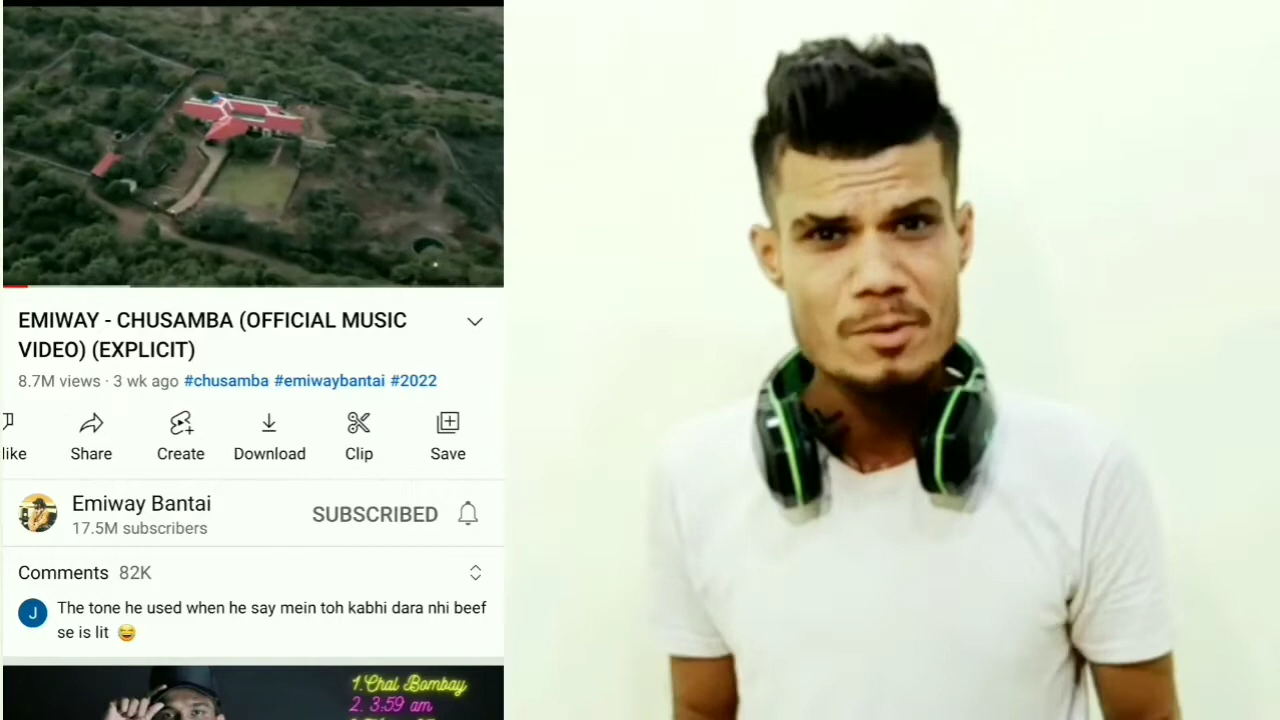 EMIWAY - CHUSAMBA (OFFICIAL MUSIC
VIDEO) (EXPLICIT)
8.7M views · 3 wk ago #chusamba #emiwaybantai #2022
like Share Create Download Clip Save
Emiway Bantai
17.5M subscribers
SUBSCRIBED
Comments 82K
J
The tone he used when he say mein toh kabhi dara nhi beef
se is lit 😅
1.Chal Bombay
2. 3:59 am